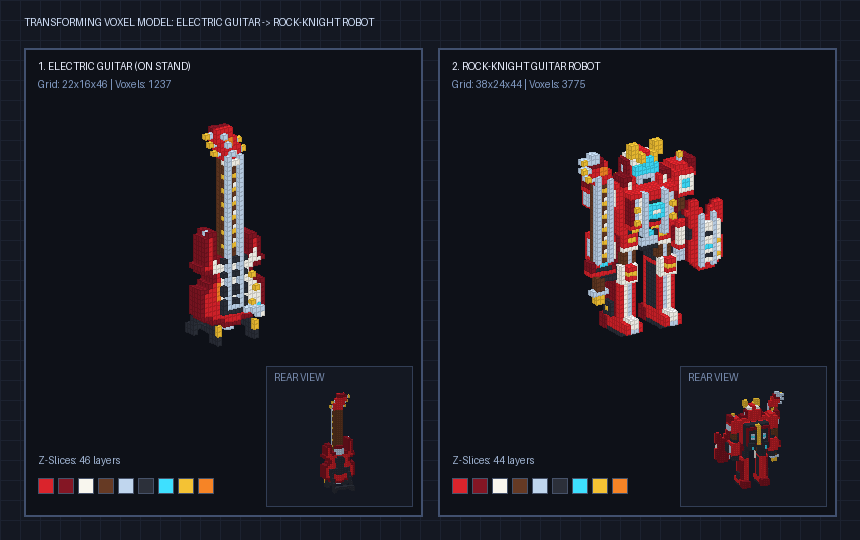 TRANSFORMING VOXEL MODEL: ELECTRIC GUITAR -> ROCK-KNIGHT ROBOT
1. ELECTRIC GUITAR (ON STAND)
Grid: 22x16x46 | Voxels: 1237
REAR VIEW
Z-Slices: 46 layers
2. ROCK-KNIGHT GUITAR ROBOT
Grid: 38x24x44 | Voxels: 3775
REAR VIEW
Z-Slices: 44 layers